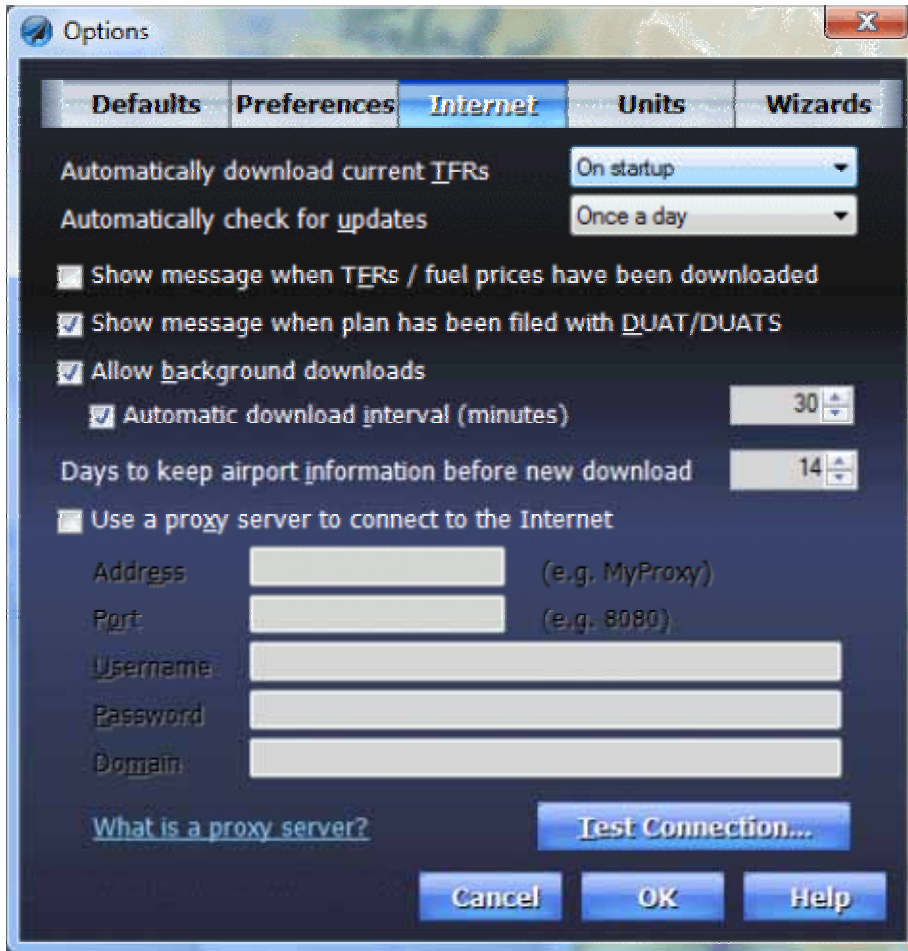 Options
Defaults Preferences Internet Units Wizards
Automatically download current TFRs On startup
Automatically check for updates Once a day
Show message when TFRs / fuel prices have been downloaded
Show message when plan has been filed with DUAT/DUATS
Allow background downloads
Automatic download interval (minutes) 30
Days to keep airport information before new download 14
Use a proxy server to connect to the Internet
Address (e.g. MyProxy)
Port (e.g. 8080)
Username
Password
Domain
What is a proxy server? Test Connection...
Cancel OK Help